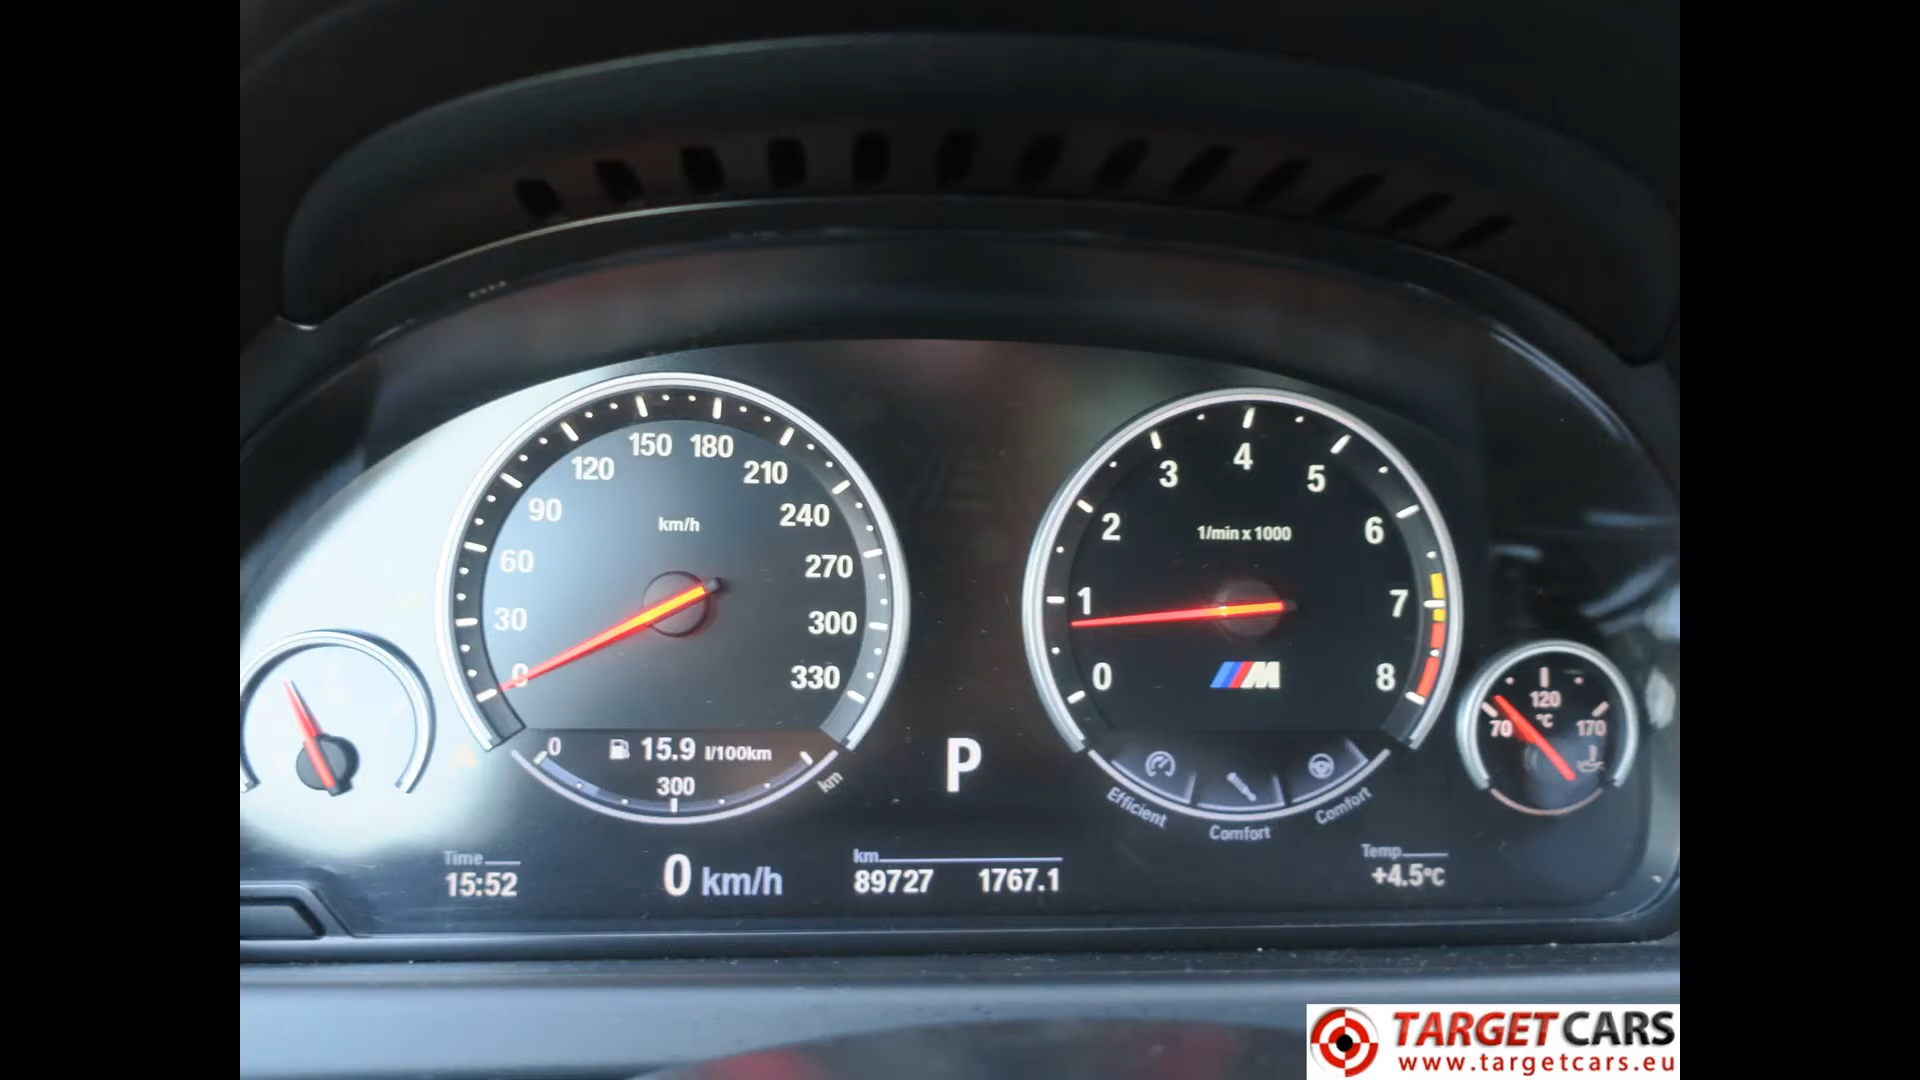 150 180
120 210
90 240
km/h
60 270
30 300
0 330
4
3 5
2 6
1/min x 1000
1 7
0 M 8
120
°C
70 170
0 15.9 l/100km
300 km
P
Efficient Comfort Comfort
Time km Temp
15:52 0 km/h 89727 1767.1 +4.5°C
TARGETCARS
www.targetcars.eu